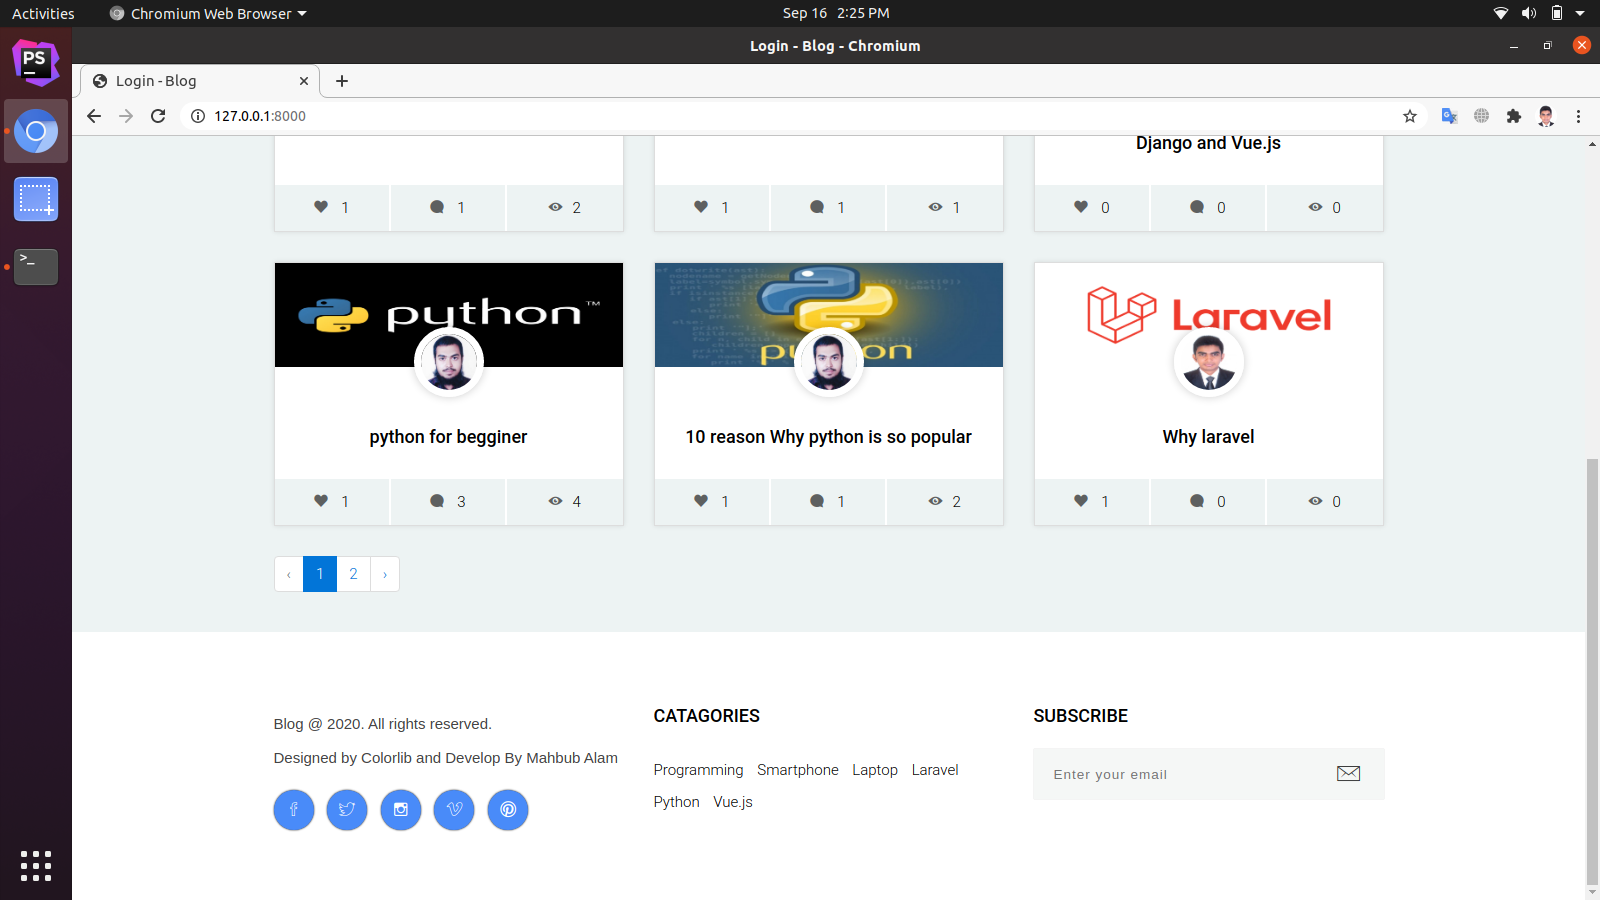 Activities Chromium Web Browser Sep 16 2:25 PM
PS
Login - Blog - Chromium
Login - Blog
127.0.0.1:8000
Django and Vue.js
1 1 2 1 1 1 0 0 0
python™
python
Laravel
python for begginer
10 reason Why python is so popular
Why laravel
1 3 4 1 1 2 1 0 0
‹ 1 2 ›
CATAGORIES
SUBSCRIBE
Blog @ 2020. All rights reserved.
Designed by Colorlib and Develop By Mahbub Alam
Programming Smartphone Laptop Laravel
Python Vue.js
Enter your email